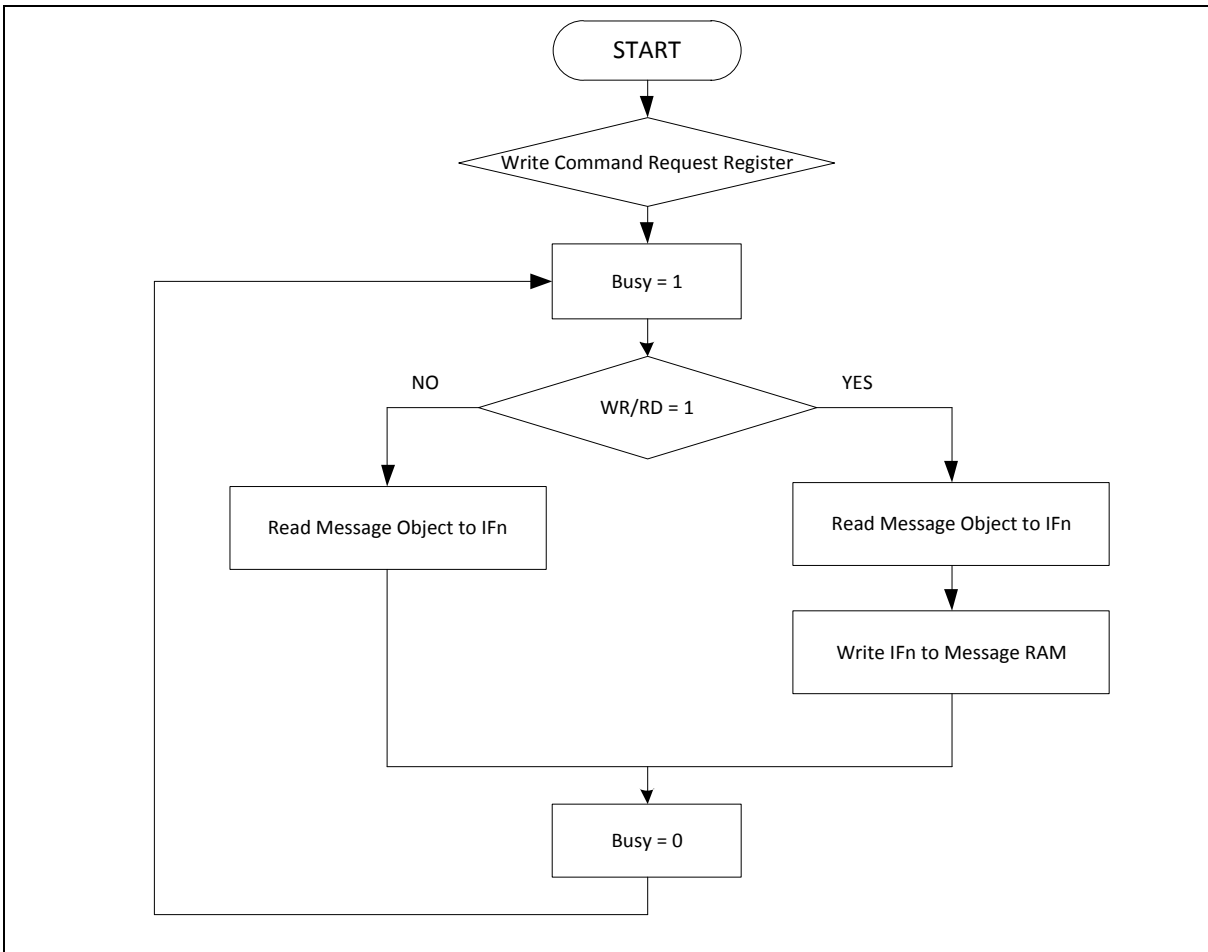 START
Write Command Request Register
Busy = 1
NO
YES
WR/RD = 1
Read Message Object to IFn
Read Message Object to IFn
Write IFn to Message RAM
Busy = 0